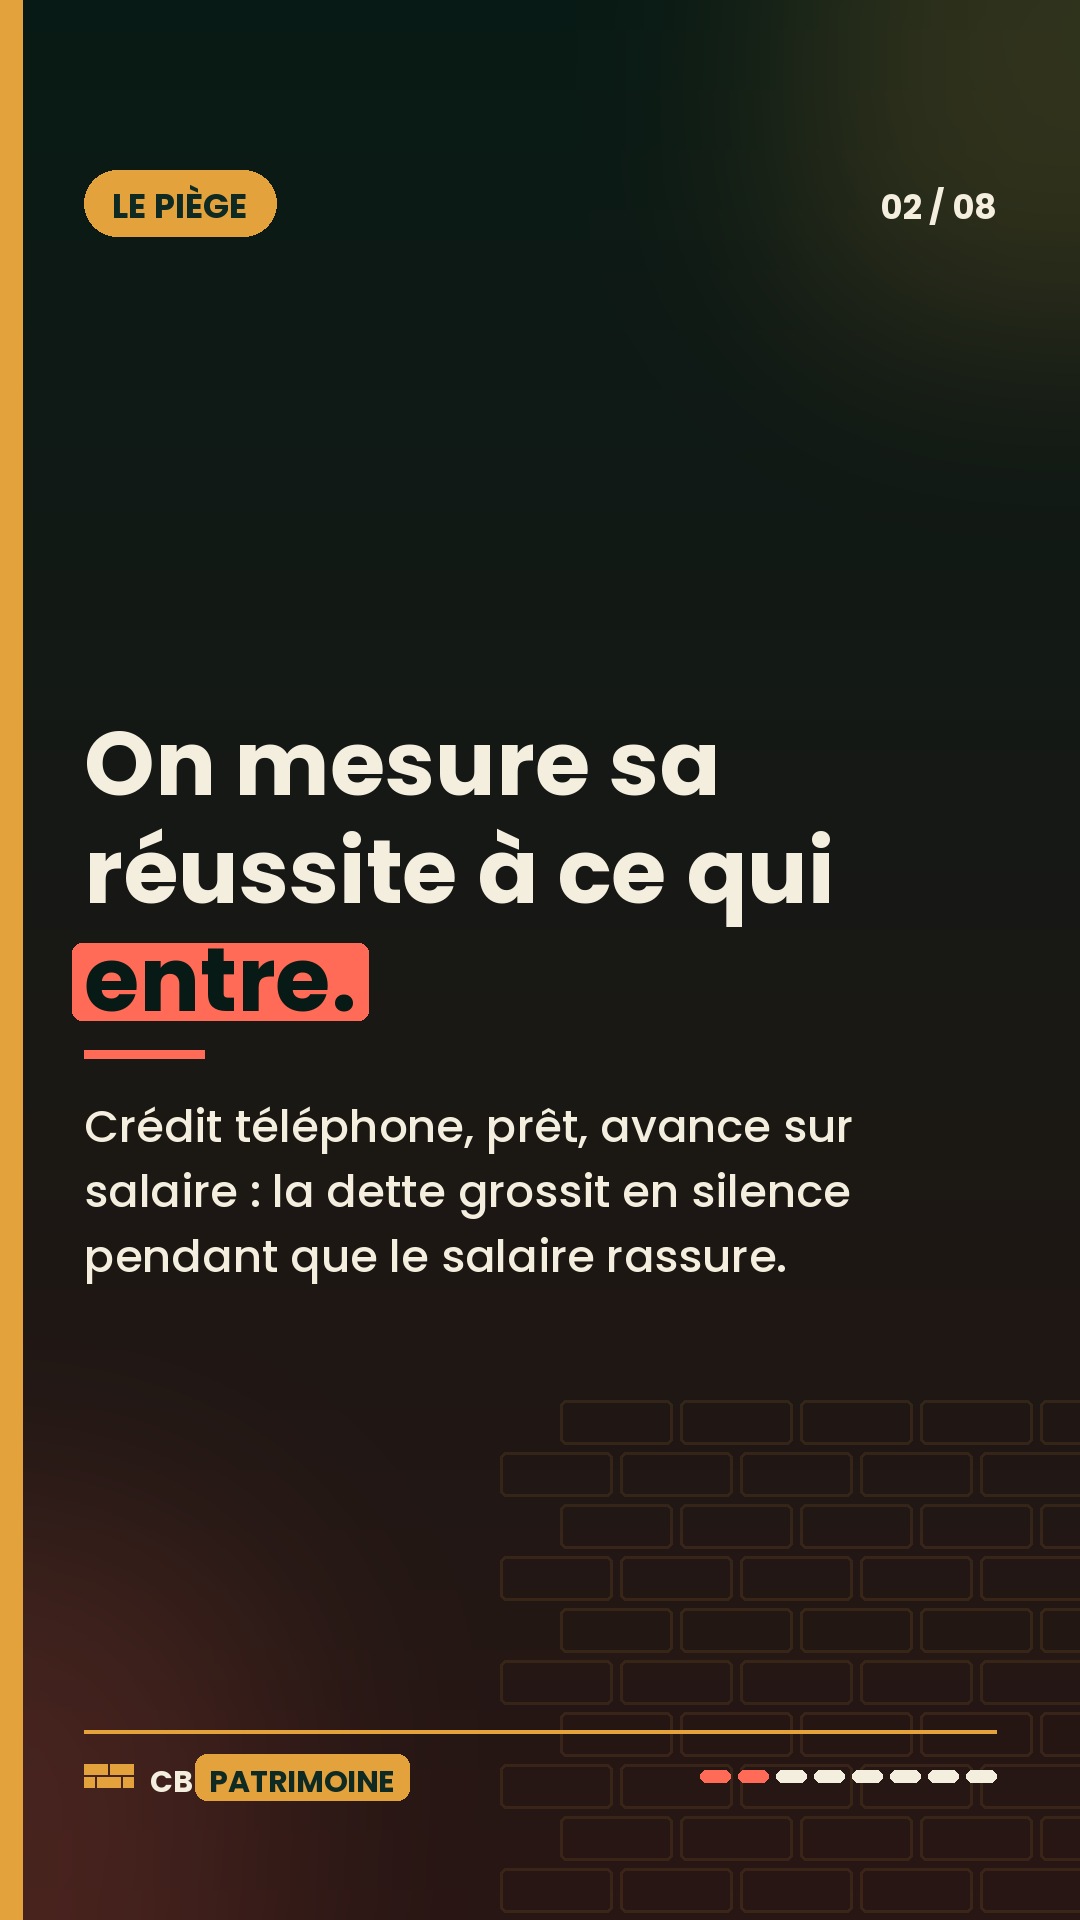 LE PIÈGE
02 / 08
On mesure sa
réussite à ce qui
entre.
Crédit téléphone, prêt, avance sur
salaire : la dette grossit en silence
pendant que le salaire rassure.
CB PATRIMOINE